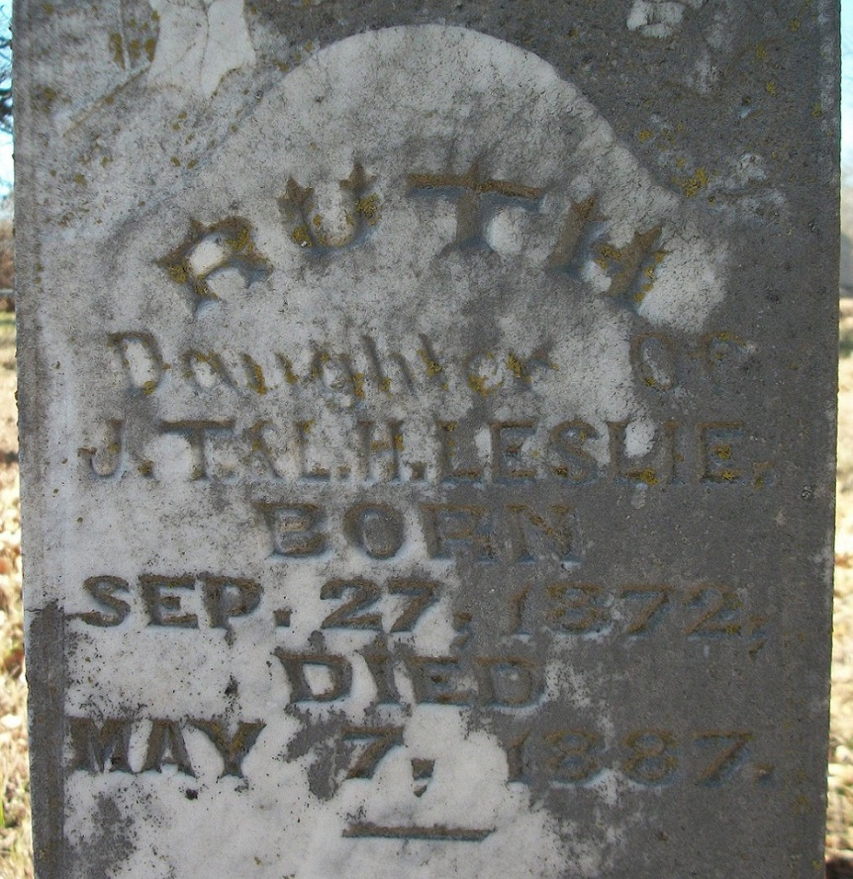 RUTH
Daughter OF
J.T. & L.H. LESLIE,
BORN
SEP. 27, 1872,
DIED
MAY 7, 1887.